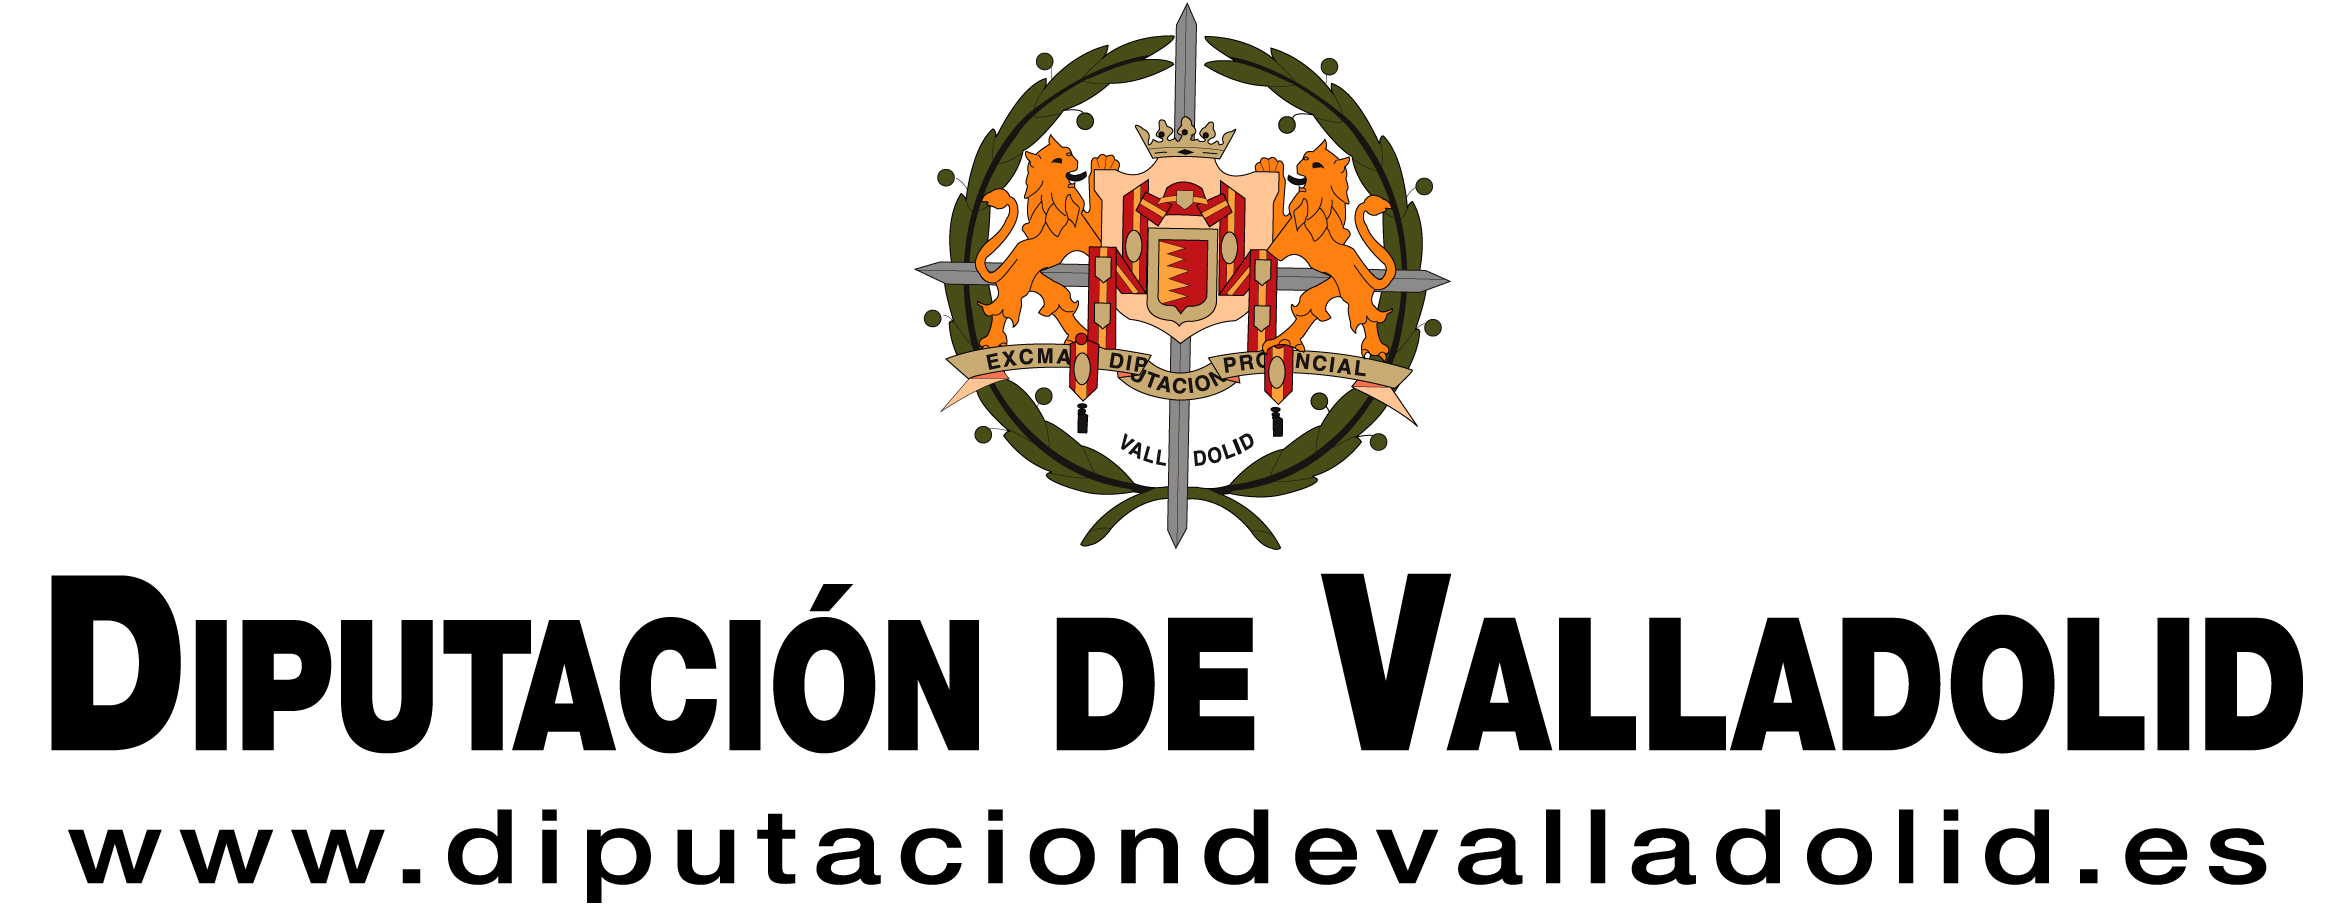 EXCMA DIPUTACION PROVINCIAL
VALLADOLID
DIPUTACIÓN DE VALLADOLID
www.diputaciondevalladolid.es